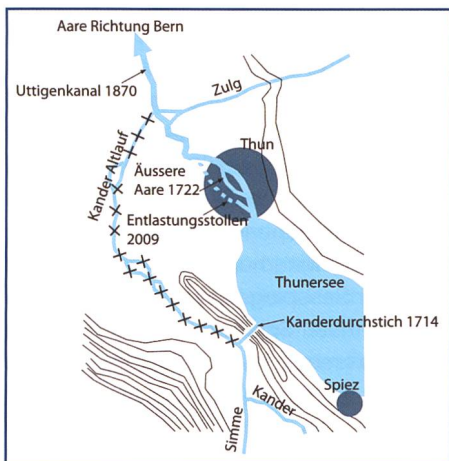 Aare Richtung Bern
Uttigenkanal 1870
Zulg
Kander Altlauf
Thun
Äussere
Aare 1722
Entlastungsstollen
2009
Thunersee
Kanderdurchstich 1714
Spiez
Kander
Simme